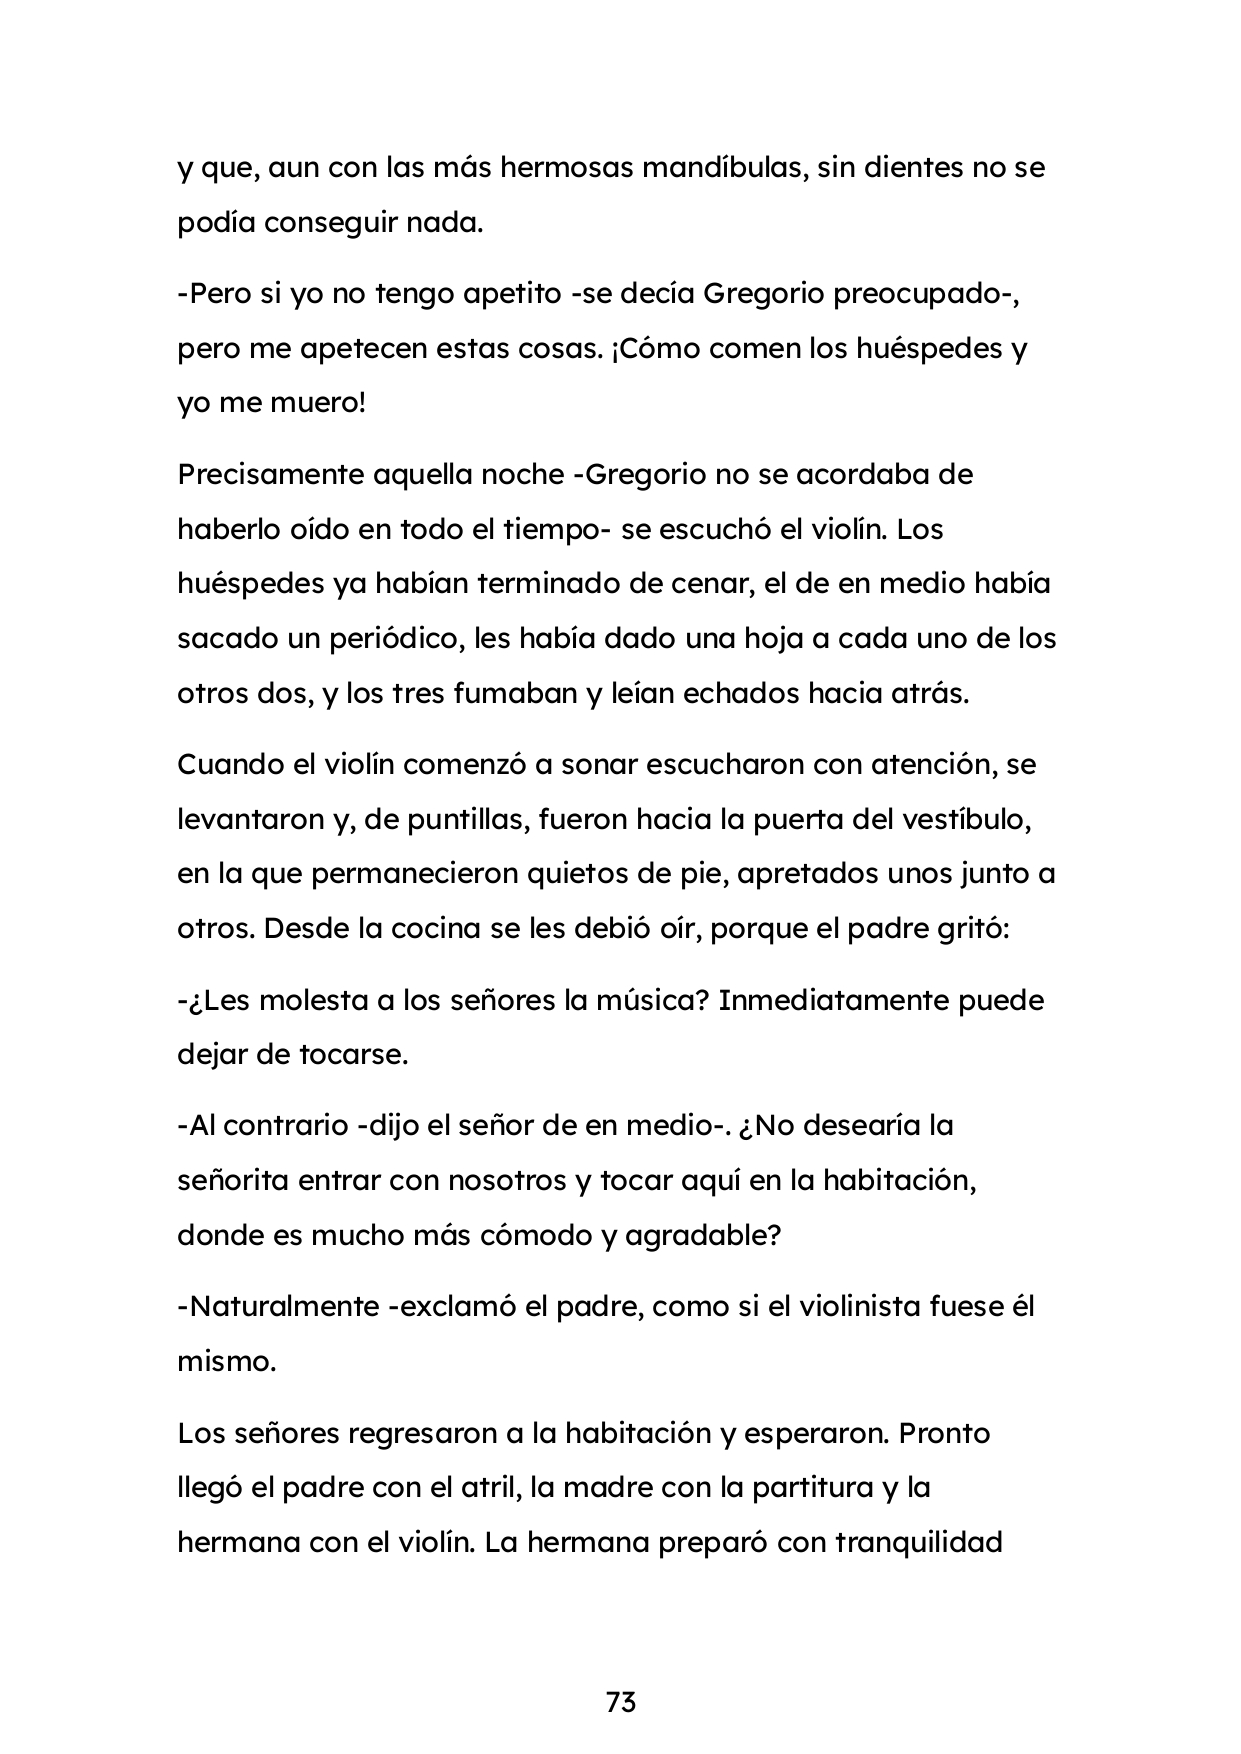 y que, aun con las más hermosas mandíbulas, sin dientes no se
podía conseguir nada.
-Pero si yo no tengo apetito -se decía Gregorio preocupado-,
pero me apetecen estas cosas. ¡Cómo comen los huéspedes y
yo me muero!
Precisamente aquella noche -Gregorio no se acordaba de
haberlo oído en todo el tiempo- se escuchó el violín. Los
huéspedes ya habían terminado de cenar, el de en medio había
sacado un periódico, les había dado una hoja a cada uno de los
otros dos, y los tres fumaban y leían echados hacia atrás.
Cuando el violín comenzó a sonar escucharon con atención, se
levantaron y, de puntillas, fueron hacia la puerta del vestíbulo,
en la que permanecieron quietos de pie, apretados unos junto a
otros. Desde la cocina se les debió oír, porque el padre gritó:
-¿Les molesta a los señores la música? Inmediatamente puede
dejar de tocarse.
-Al contrario -dijo el señor de en medio-. ¿No desearía la
señorita entrar con nosotros y tocar aquí en la habitación,
donde es mucho más cómodo y agradable?
-Naturalmente -exclamó el padre, como si el violinista fuese él
mismo.
Los señores regresaron a la habitación y esperaron. Pronto
llegó el padre con el atril, la madre con la partitura y la
hermana con el violín. La hermana preparó con tranquilidad
73